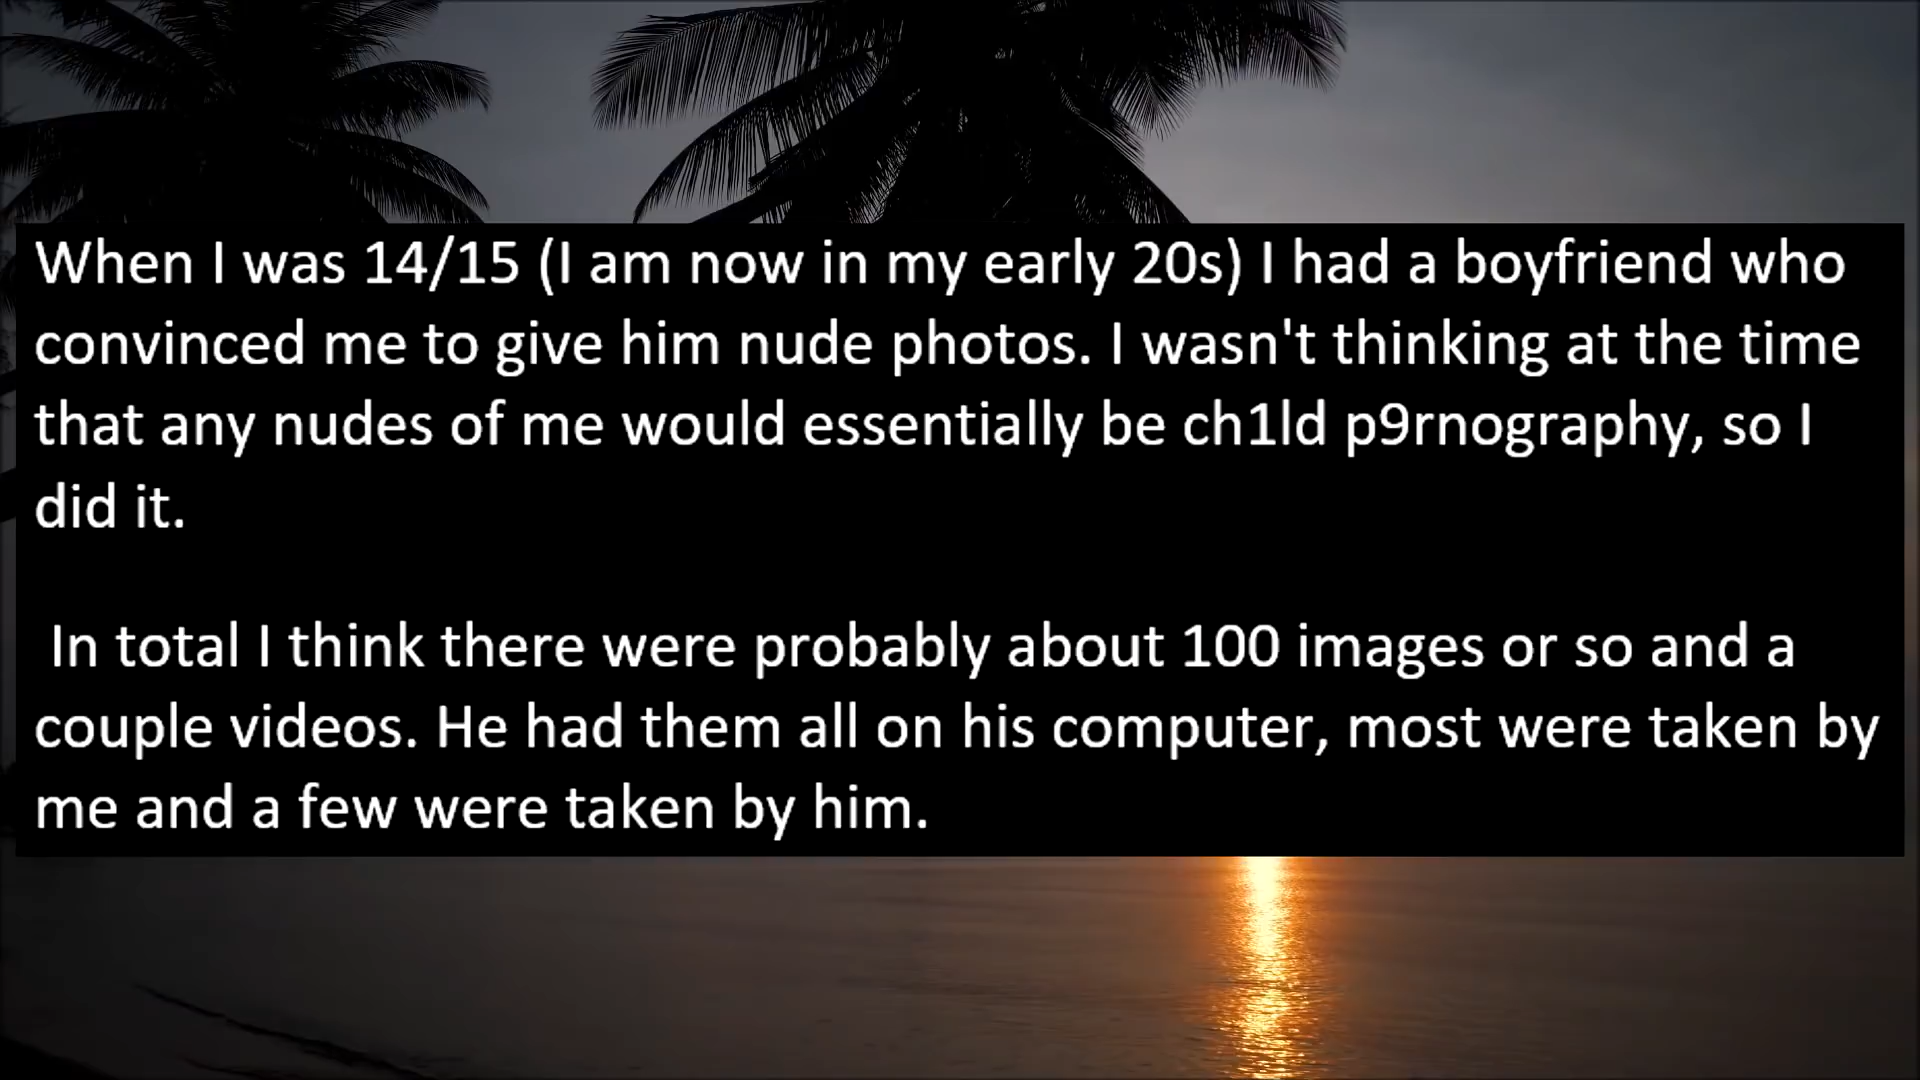 When I was 14/15 (I am now in my early 20s) I had a boyfriend who
convinced me to give him nude photos. I wasn't thinking at the time
that any nudes of me would essentially be ch1ld p9rnography, so I
did it.
In total I think there were probably about 100 images or so and a
couple videos. He had them all on his computer, most were taken by
me and a few were taken by him.